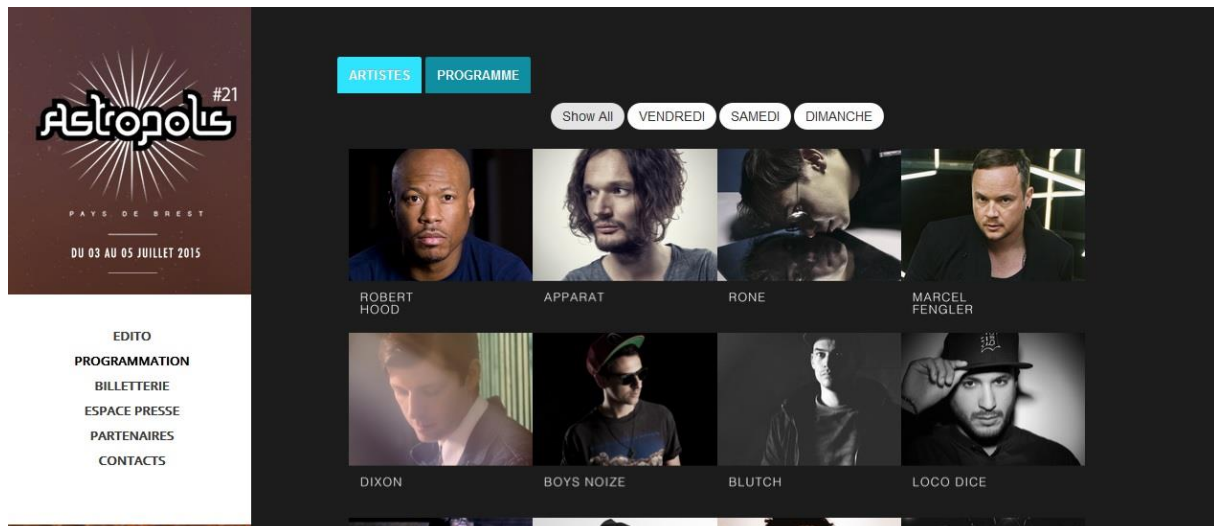 Astropolis #21
PAYS DE BREST
DU 03 AU 05 JUILLET 2015
EDITO
PROGRAMMATION
BILLETTERIE
ESPACE PRESSE
PARTENAIRES
CONTACTS
ARTISTES PROGRAMME
Show All VENDREDI SAMEDI DIMANCHE
ROBERT
HOOD
APPARAT
RONE
MARCEL
FENGLER
DIXON
BOYS NOIZE
BLUTCH
LOCO DICE